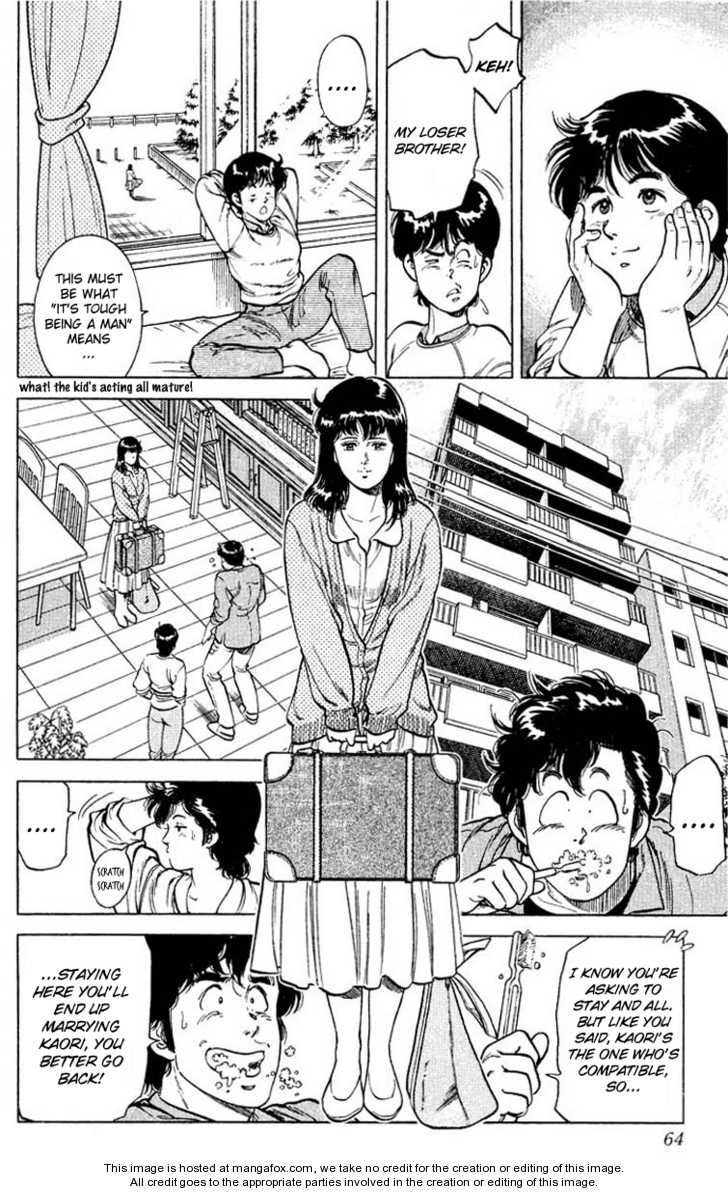 KEH!
MY LOSER
BROTHER!
....
THIS MUST
BE WHAT
"IT'S TOUGH
BEING A MAN"
MEANS
...
what! the kid's acting all mature!
....
SCRATCH
SCRATCH
....
I KNOW YOU'RE
ASKING TO
STAY AND ALL.
BUT LIKE YOU
SAID, KAORI'S
THE ONE WHO'S
COMPATIBLE,
SO...
...STAYING
HERE YOU'LL
END UP
MARRYING
KAORI, YOU
BETTER GO
BACK!
64
This image is hosted at mangafox.com, we take no credit for the creation or editing of this image.
All credit goes to the appropriate parties involved in the creation or editing of this image.